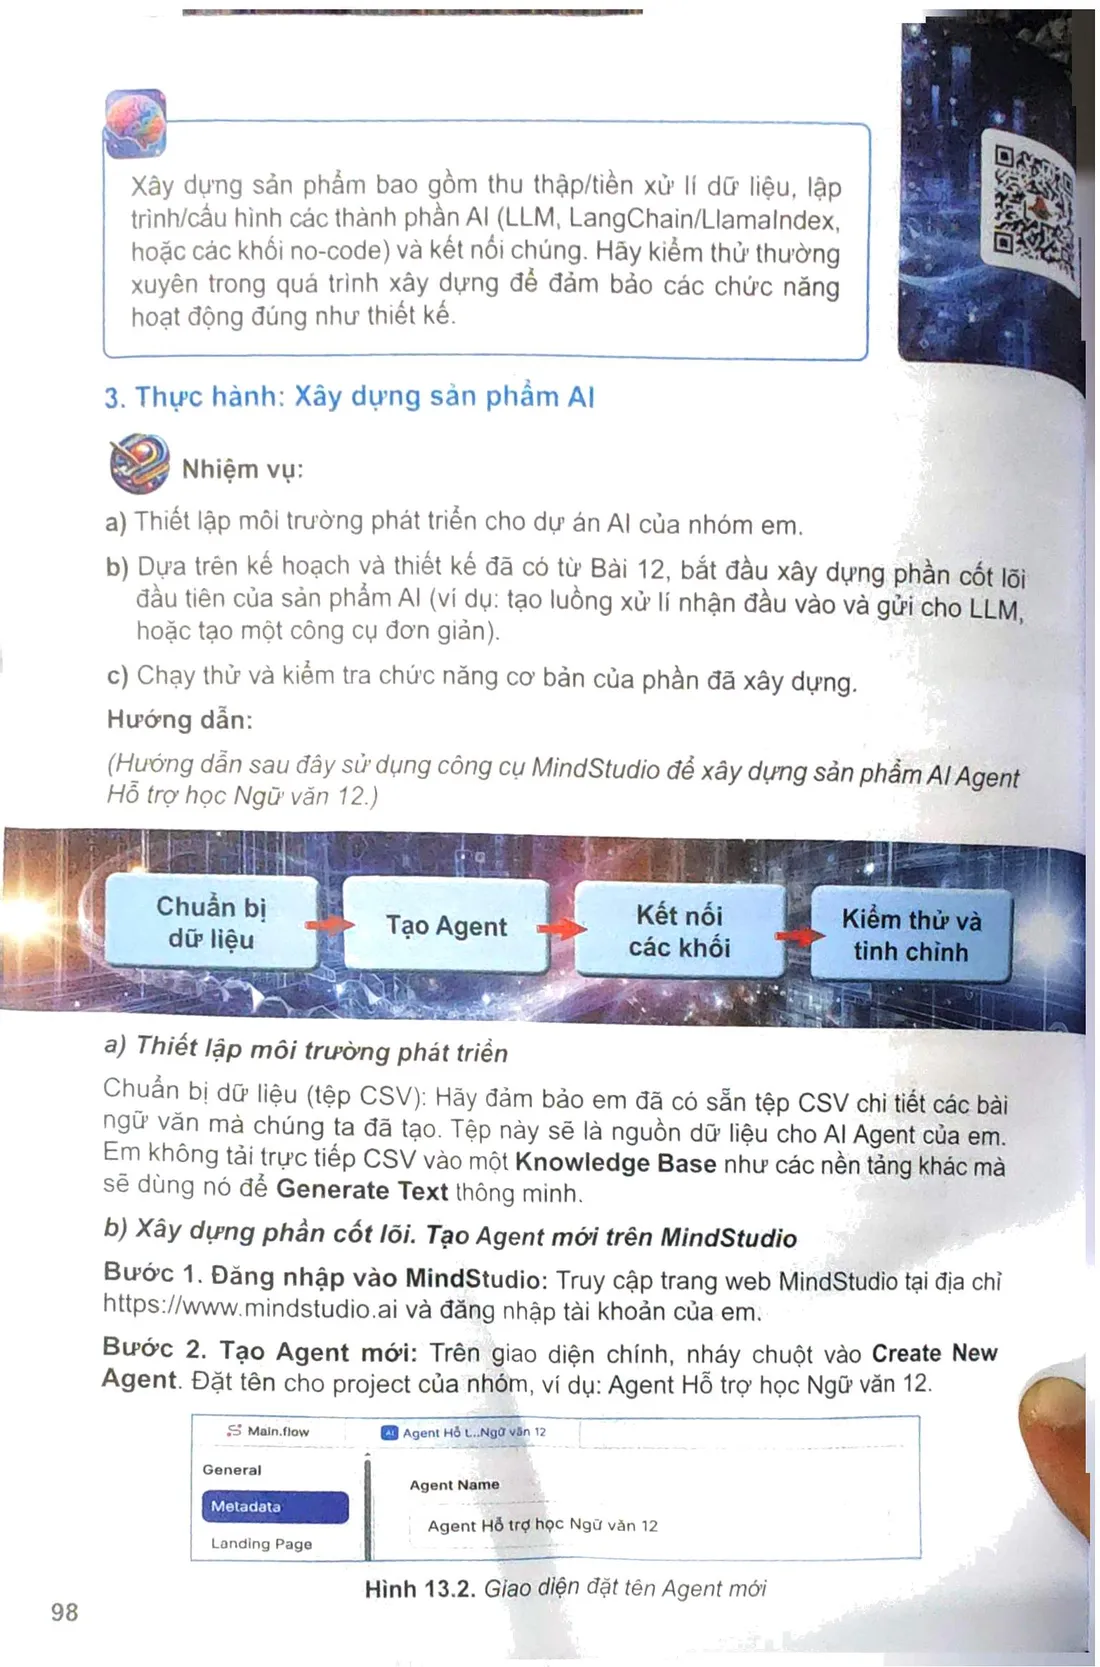 Xây dựng sản phẩm bao gồm thu thập/tiền xử lí dữ liệu, lập
trình/cấu hình các thành phần AI (LLM, LangChain/LlamaIndex,
hoặc các khối no-code) và kết nối chúng. Hãy kiểm thử thường
xuyên trong quá trình xây dựng để đảm bảo các chức năng
hoạt động đúng như thiết kế.
3. Thực hành: Xây dựng sản phẩm AI
Nhiệm vụ:
a) Thiết lập môi trường phát triển cho dự án AI của nhóm em.
b) Dựa trên kế hoạch và thiết kế đã có từ Bài 12, bắt đầu xây dựng phần cốt lõi
đầu tiên của sản phẩm AI (ví dụ: tạo luồng xử lí nhận đầu vào và gửi cho LLM,
hoặc tạo một công cụ đơn giản).
c) Chạy thử và kiểm tra chức năng cơ bản của phần đã xây dựng.
Hướng dẫn:
(Hướng dẫn sau đây sử dụng công cụ MindStudio để xây dựng sản phẩm AI Agent
Hỗ trợ học Ngữ văn 12.)
Chuẩn bị
dữ liệu
Tạo Agent
Kết nối
các khối
Kiểm thử và
tinh chỉnh
a) Thiết lập môi trường phát triển
Chuẩn bị dữ liệu (tệp CSV): Hãy đảm bảo em đã có sẵn tệp CSV chi tiết các bài
ngữ văn mà chúng ta đã tạo. Tệp này sẽ là nguồn dữ liệu cho AI Agent của em.
Em không tải trực tiếp CSV vào một Knowledge Base như các nền tảng khác mà
sẽ dùng nó để Generate Text thông minh.
b) Xây dựng phần cốt lõi. Tạo Agent mới trên MindStudio
Bước 1. Đăng nhập vào MindStudio: Truy cập trang web MindStudio tại địa chỉ
https://www.mindstudio.ai và đăng nhập tài khoản của em.
Bước 2. Tạo Agent mới: Trên giao diện chính, nháy chuột vào Create New
Agent. Đặt tên cho project của nhóm, ví dụ: Agent Hỗ trợ học Ngữ văn 12.
Main.flow
AI Agent Hỗ t...Ngữ văn 12
General
Metadata
Landing Page
Agent Name
Agent Hỗ trợ học Ngữ văn 12
Hình 13.2. Giao diện đặt tên Agent mới
98